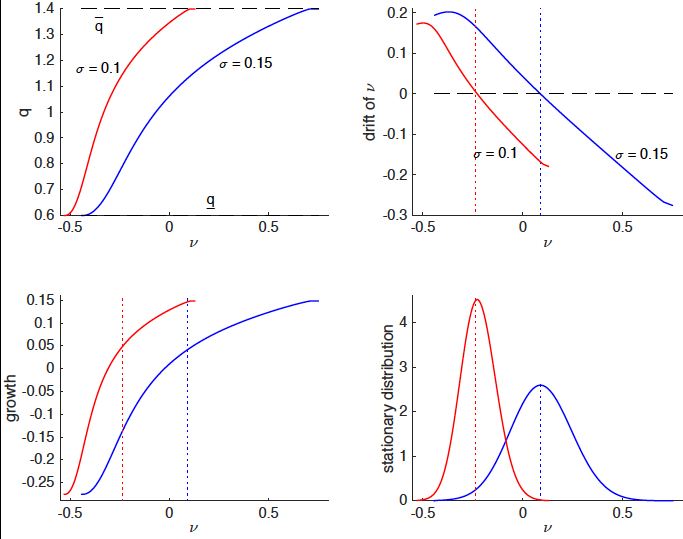 1.4
1.3
1.2
1.1
1
0.9
0.8
0.7
0.6
q
q̅
σ = 0.1
σ = 0.15
q̲
-0.5
0
0.5
ν
0.2
0.1
0
-0.1
-0.2
-0.3
drift of ν
σ = 0.1
σ = 0.15
-0.5
0
0.5
ν
0.15
0.1
0.05
0
-0.05
-0.1
-0.15
-0.2
-0.25
growth
-0.5
0
0.5
ν
4
3
2
1
0
stationary distribution
-0.5
0
0.5
ν